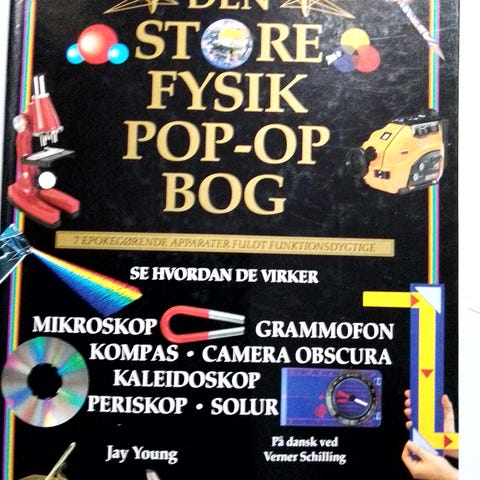 DEN
STORE
FYSIK
POP-OP
BOG
7 EPOKEGØRENDE APPARATER FULDT FUNKTIONSDYGTIGE
SE HVORDAN DE VIRKER
MIKROSKOP GRAMMOFON
KOMPAS • CAMERA OBSCURA
KALEIDOSKOP
PERISKOP • SOLUR
Jay Young
På dansk ved
Verner Schilling